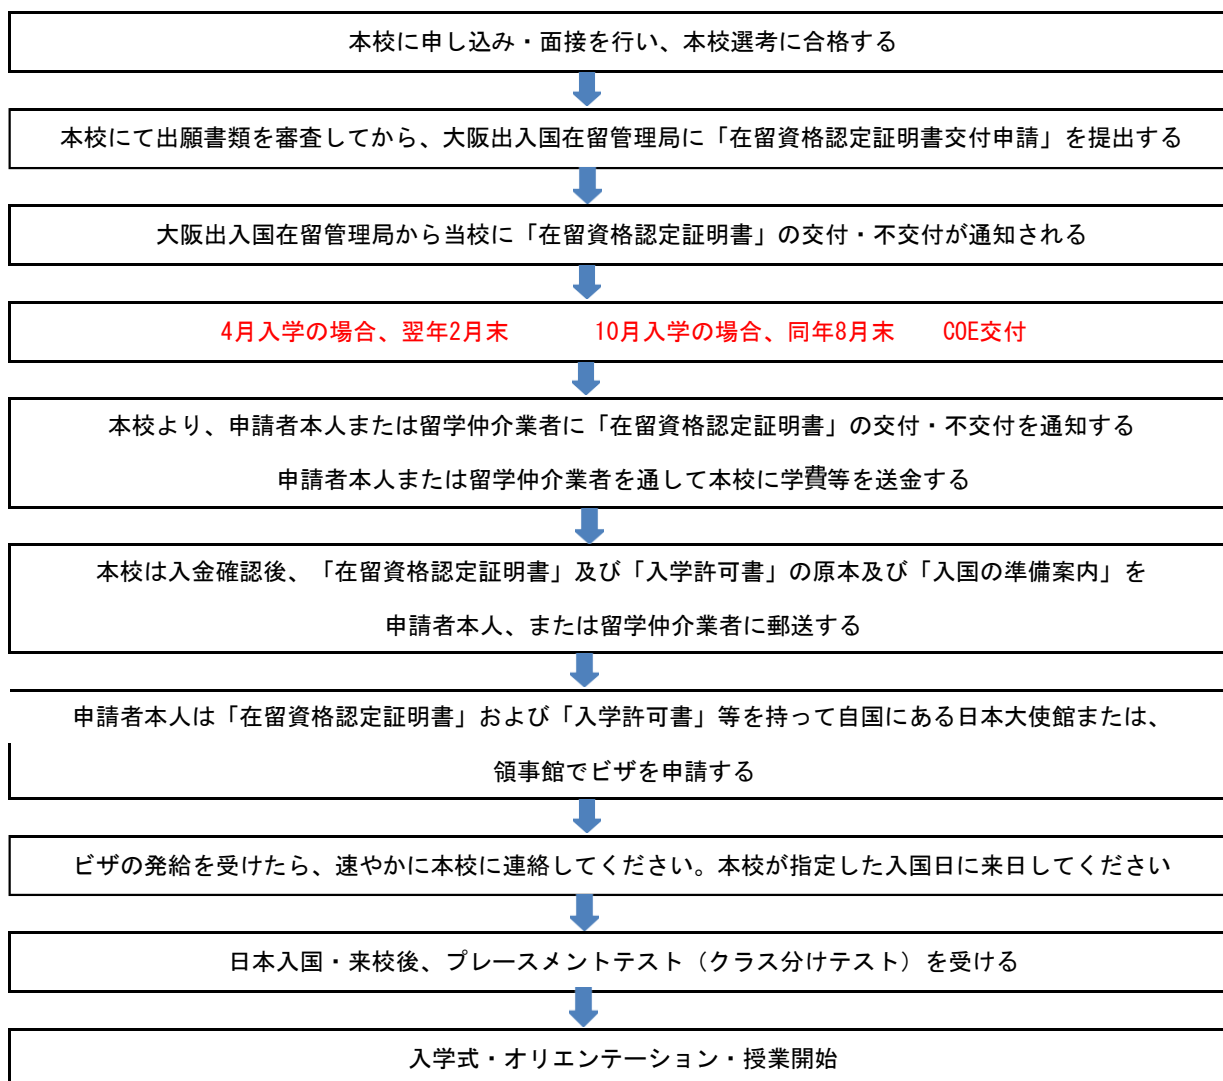 本校に申し込み・面接を行い、本校選考に合格する
本校にて出願書類を審査してから、大阪出入国在留管理局に「在留資格認定証明書交付申請」を提出する
大阪出入国在留管理局から当校に「在留資格認定証明書」の交付・不交付が通知される
4月入学の場合、翌年2月末 10月入学の場合、同年8月末 COE交付
本校より、申請者本人または留学仲介業者に「在留資格認定証明書」の交付・不交付を通知する
申請者本人または留学仲介業者を通して本校に学費等を送金する
本校は入金確認後、「在留資格認定証明書」及び「入学許可書」の原本及び「入国の準備案内」を
申請者本人、または留学仲介業者に郵送する
申請者本人は「在留資格認定証明書」および「入学許可書」等を持って自国にある日本大使館または、
領事館でビザを申請する
ビザの発給を受けたら、速やかに本校に連絡してください。本校が指定した入国日に来日してください
日本入国・来校後、プレースメントテスト（クラス分けテスト）を受ける
入学式・オリエンテーション・授業開始